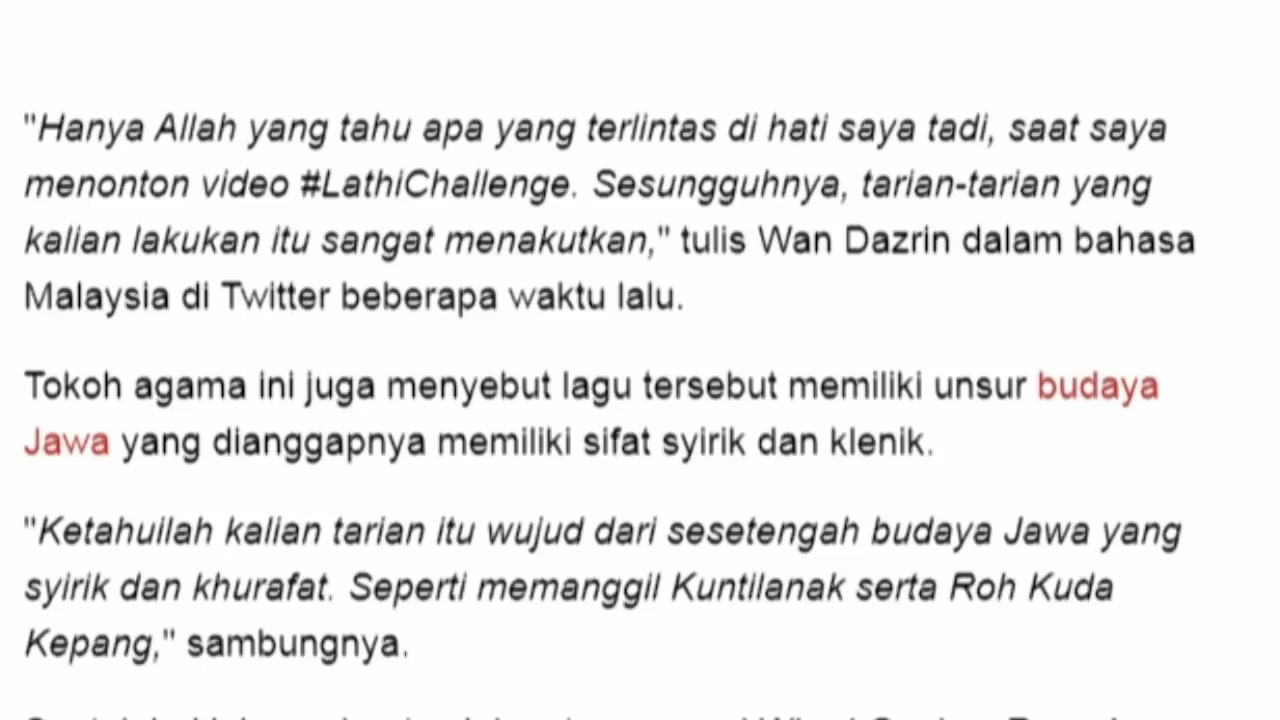 "Hanya Allah yang tahu apa yang terlintas di hati saya tadi, saat saya
menonton video #LathiChallenge. Sesungguhnya, tarian-tarian yang
kalian lakukan itu sangat menakutkan," tulis Wan Dazrin dalam bahasa
Malaysia di Twitter beberapa waktu lalu.
Tokoh agama ini juga menyebut lagu tersebut memiliki unsur budaya
Jawa yang dianggapnya memiliki sifat syirik dan klenik.
"Ketahuilah kalian tarian itu wujud dari sesetengah budaya Jawa yang
syirik dan khurafat. Seperti memanggil Kuntilanak serta Roh Kuda
Kepang," sambungnya.